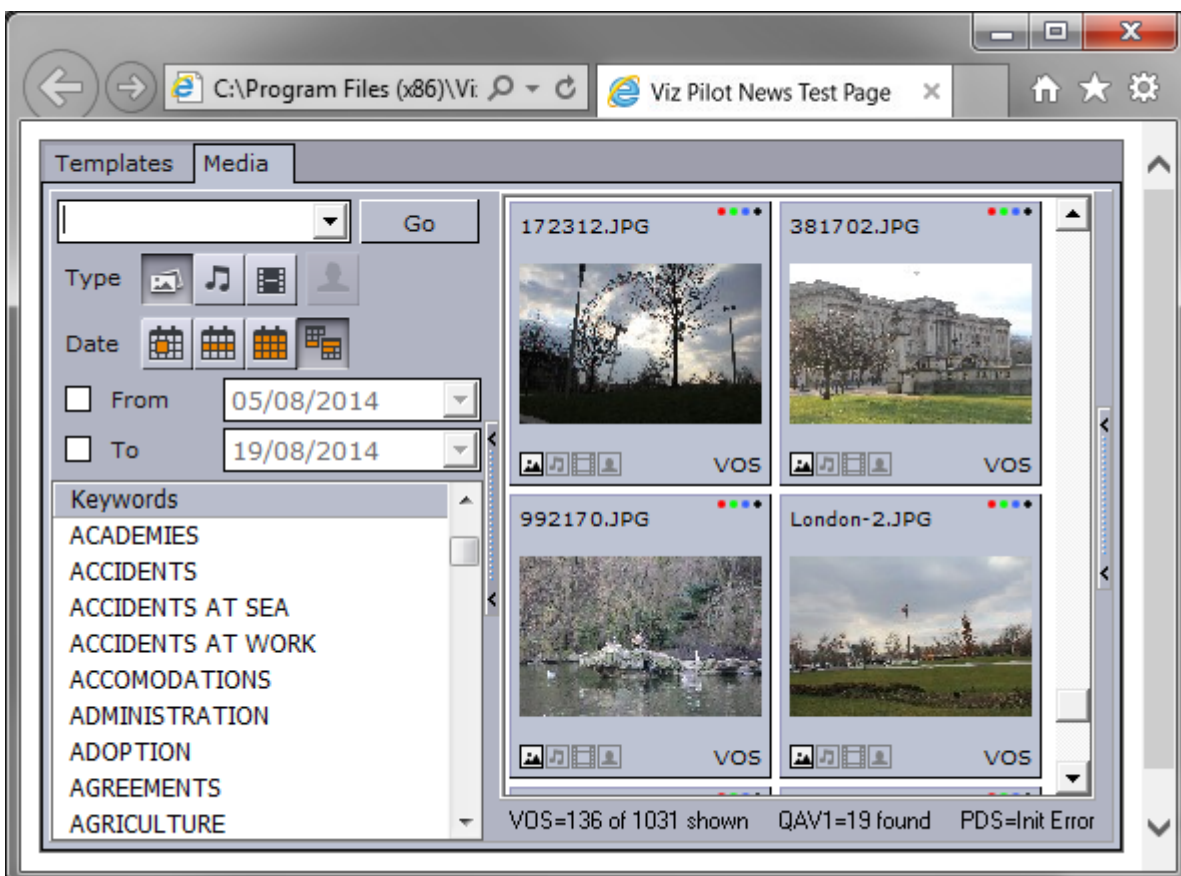 C:\Program Files (x86)\Vi:
Viz Pilot News Test Page
Templates Media
Go
Type
Date
From 05/08/2014
To 19/08/2014
Keywords
ACADEMIES
ACCIDENTS
ACCIDENTS AT SEA
ACCIDENTS AT WORK
ACCOMODATIONS
ADMINISTRATION
ADOPTION
AGREEMENTS
AGRICULTURE
172312.JPG
VOS
381702.JPG
VOS
992170.JPG
VOS
London-2.JPG
VOS
VOS=136 of 1031 shown QAV1=19 found PDS=Init Error